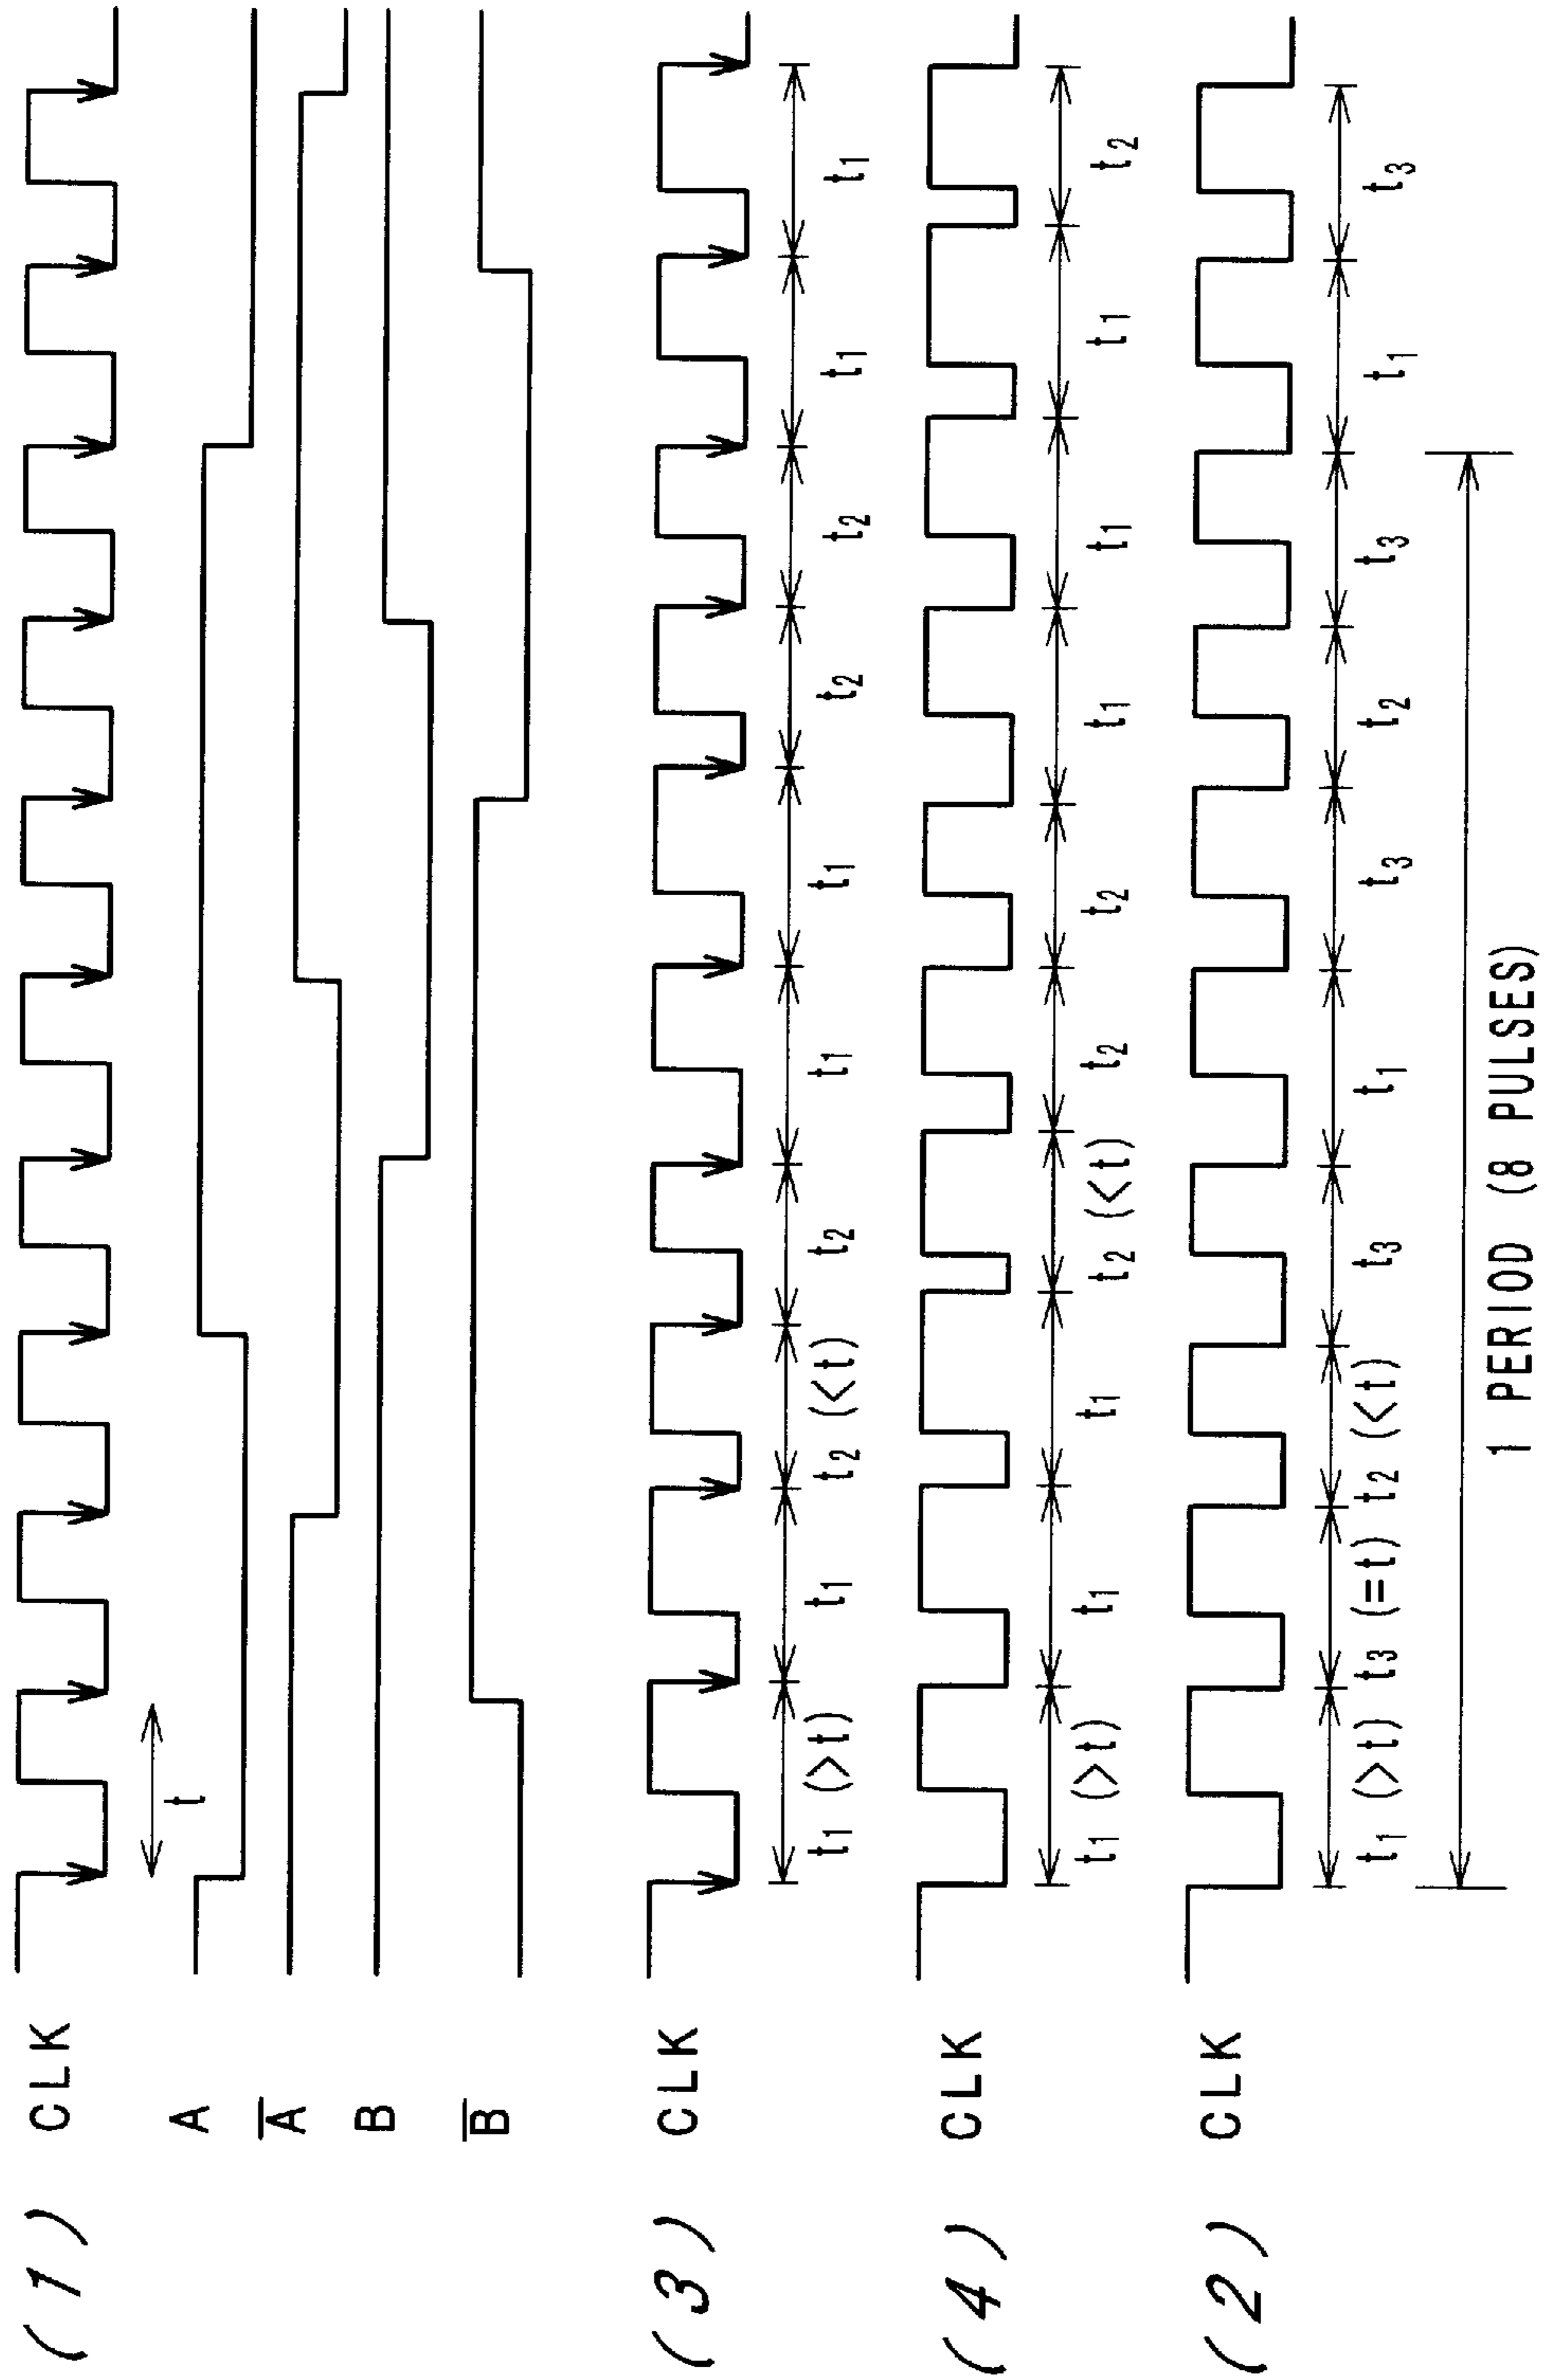 (1) CLK
t
A
A̅
B
B̅
(3) CLK
t1 (>t) t1 t2 (<t) t2 t1 t1 t2 t2 t1 t1
(4) CLK
t1 (>t) t1 t1 t2 (<t) t2 t2 t1 t1 t1 t2
(2) CLK
t1 (>t) t3 (=t) t2 (<t) t3 t1 t3 t2 t3 t1 t3
1 PERIOD (8 PULSES)